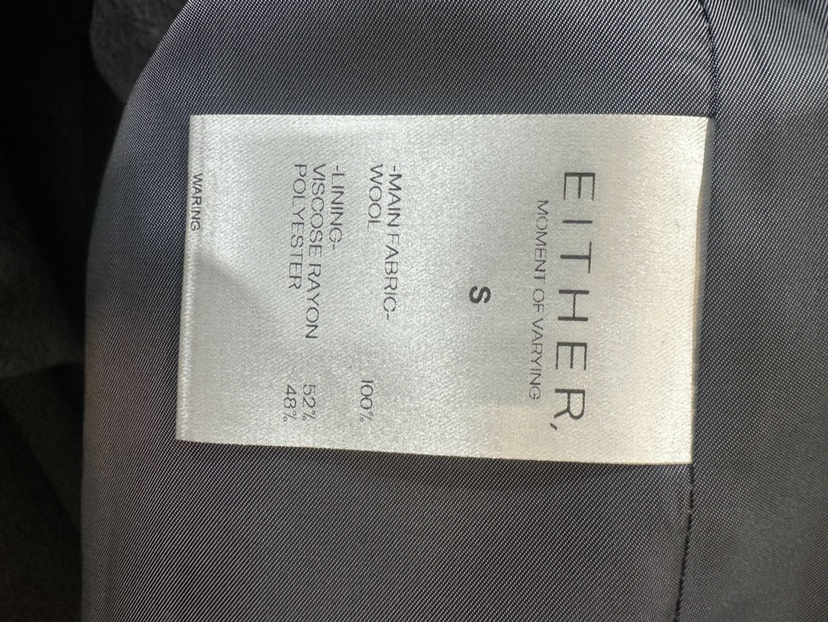 EITHER,
MOMENT OF VARYING
S
-MAIN FABRIC-
WOOL 100%
-LINING-
VISCOSE RAYON 52%
POLYESTER 48%
WARING